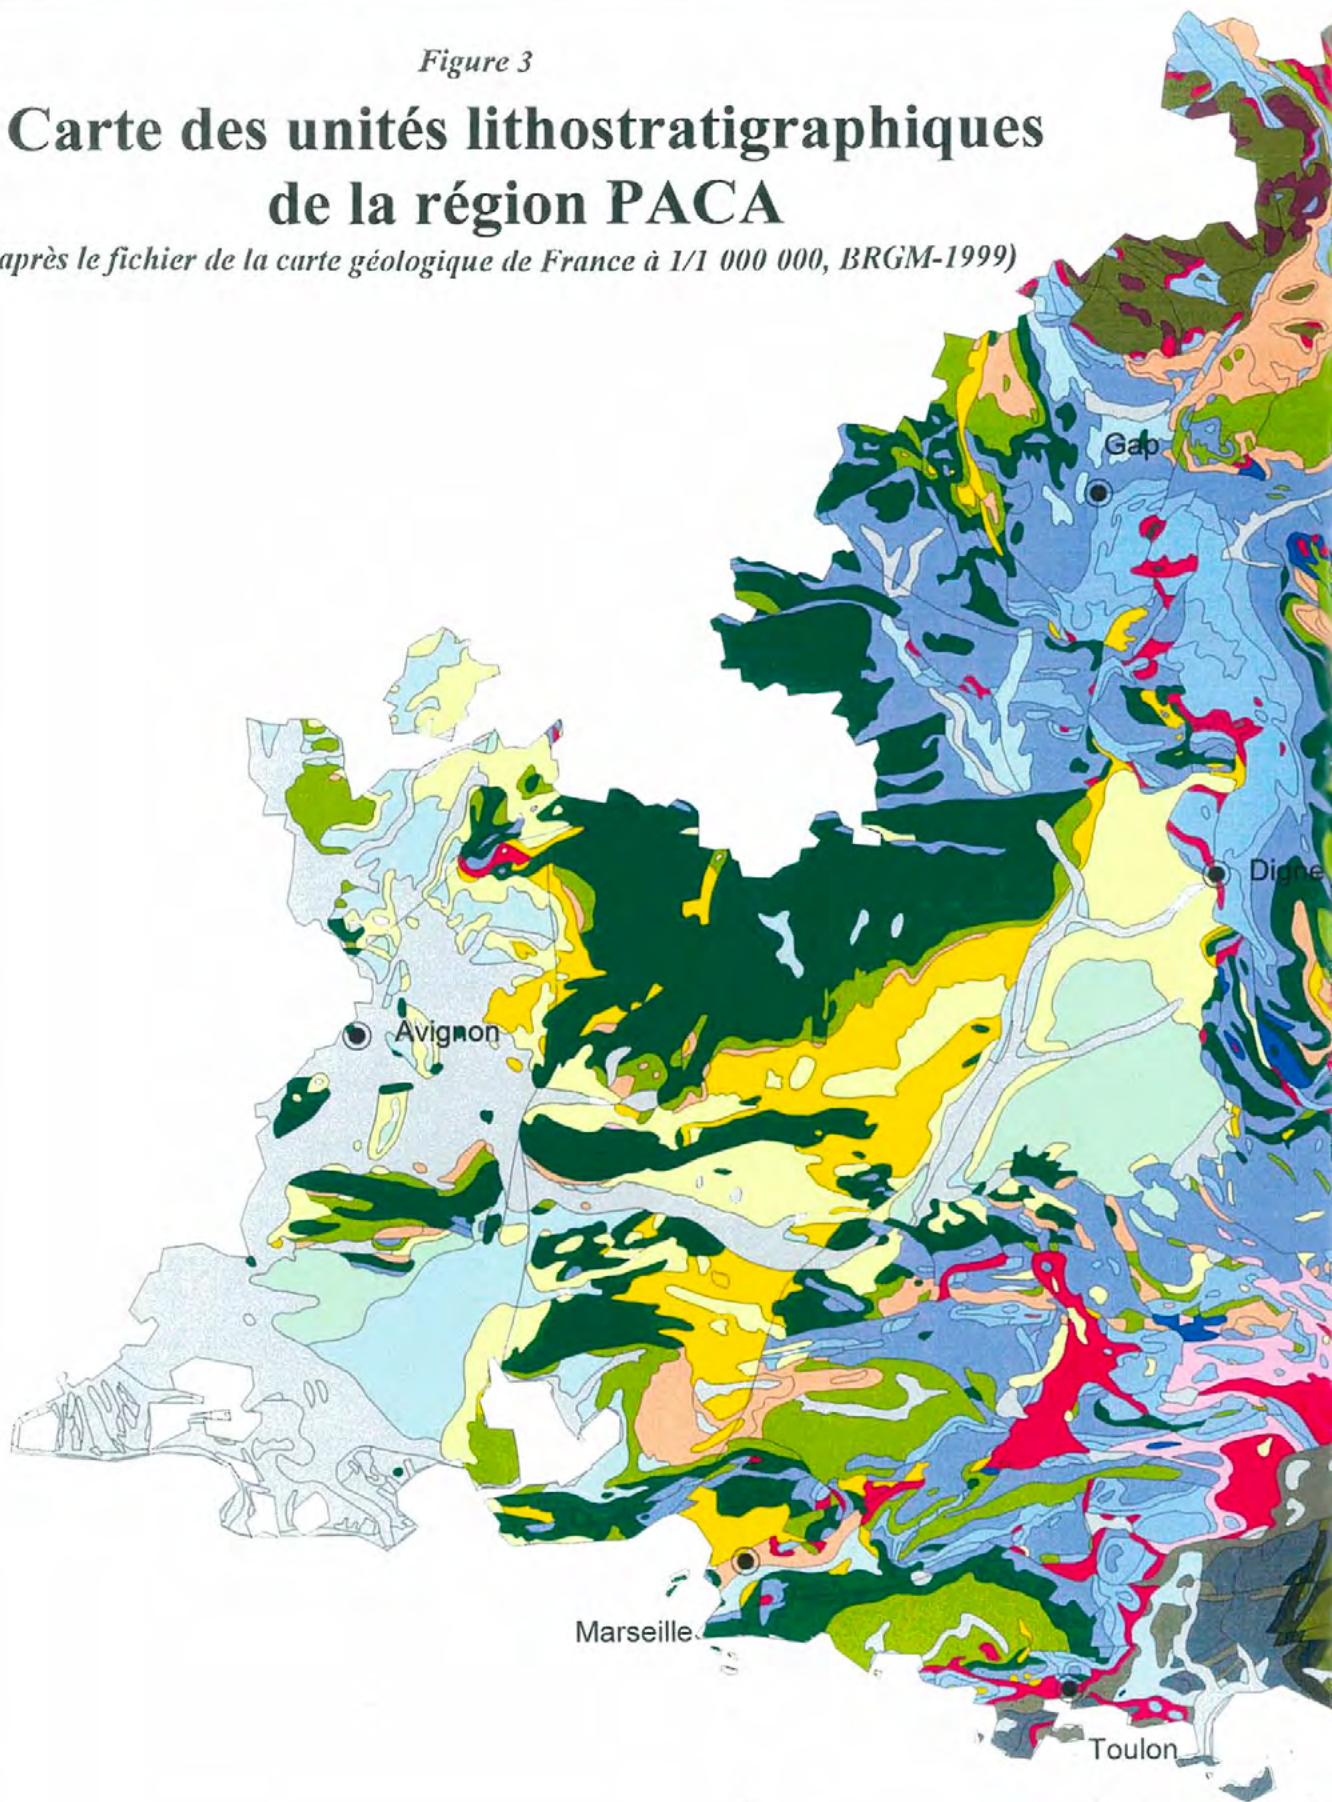 Figure 3
Carte des unités lithostratigraphiques
de la région PACA
après le fichier de la carte géologique de France à 1/1 000 000, BRGM-1999)
Gap
Digne
Avignon
Marseille
Toulon